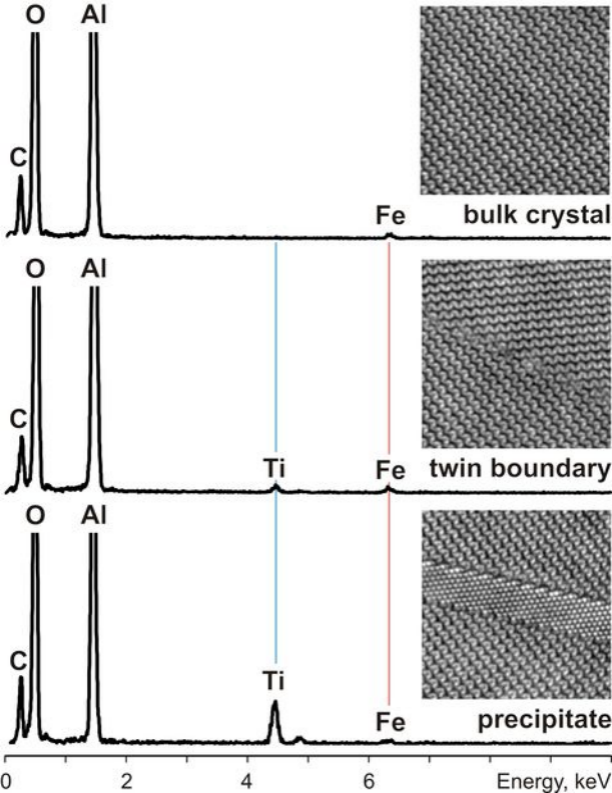 O Al
C
Fe
bulk crystal
O Al
C
Ti Fe
twin boundary
O Al
C
Ti
Fe
precipitate
0 2 4 6 Energy, keV